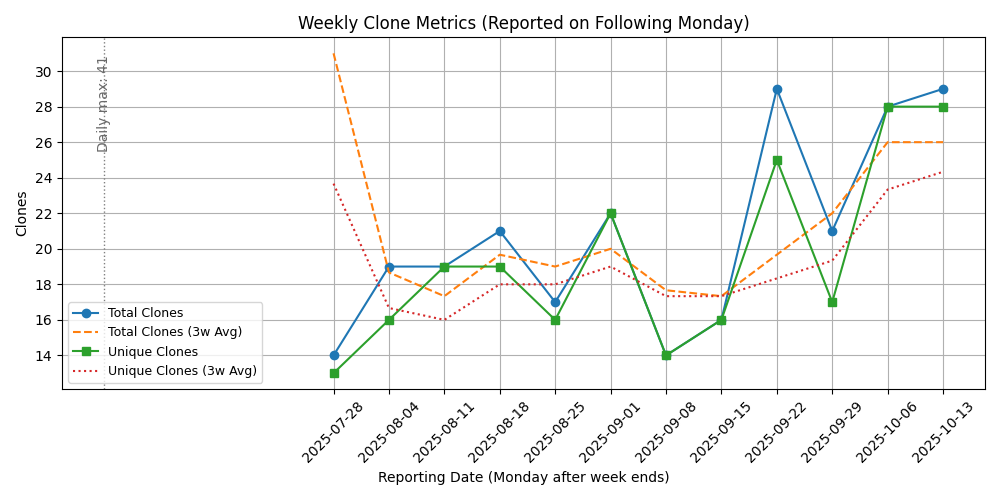 Weekly Clone Metrics (Reported on Following Monday)
Daily max: 41
Clones
30
28
26
24
22
20
18
16
14
Total Clones
Total Clones (3w Avg)
Unique Clones
Unique Clones (3w Avg)
2025-07-28
2025-08-04
2025-08-11
2025-08-18
2025-08-25
2025-09-01
2025-09-08
2025-09-15
2025-09-22
2025-09-29
2025-10-06
2025-10-13
Reporting Date (Monday after week ends)